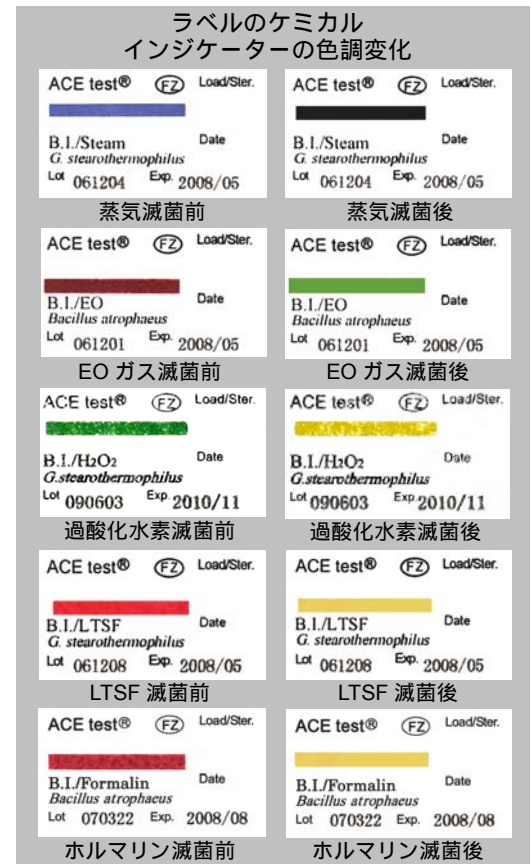 ラベルのケミカル
インジケーターの色調変化
ACE test® FZ Load/Ster.
B.I./Steam Date
G. stearothermophilus
Lot 061204 Exp. 2008/05
蒸気滅菌前
ACE test® FZ Load/Ster.
B.I./Steam Date
G. stearothermophilus
Lot 061204 Exp. 2008/05
蒸気滅菌後
ACE test® FZ Load/Ster.
B.I./EO Date
Bacillus atrophaeus
Lot 061201 Exp. 2008/05
EO ガス滅菌前
ACE test® FZ Load/Ster.
B.I./EO Date
Bacillus atrophaeus
Lot 061201 Exp. 2008/05
EO ガス滅菌後
ACE test® FZ Load/Ster.
B.I./H₂O₂ Date
G.stearothermophilus
Lot 090603 Exp. 2010/11
過酸化水素滅菌前
ACE test® FZ Load/Ster.
B.I./H₂O₂ Date
G.stearothermophilus
Lot 090603 Exp. 2010/11
過酸化水素滅菌後
ACE test® FZ Load/Ster.
B.I./LTSF Date
G. stearothermophilus
Lot 061208 Exp. 2008/05
LTSF 滅菌前
ACE test® FZ Load/Ster.
B.I./LTSF Date
G. stearothermophilus
Lot 061208 Exp. 2008/05
LTSF 滅菌後
ACE test® FZ Load/Ster.
B.I./Formalin Date
Bacillus atrophaeus
Lot 070322 Exp. 2008/08
ホルマリン滅菌前
ACE test® FZ Load/Ster.
B.I./Formalin Date
Bacillus atrophaeus
Lot 070322 Exp. 2008/08
ホルマリン滅菌後